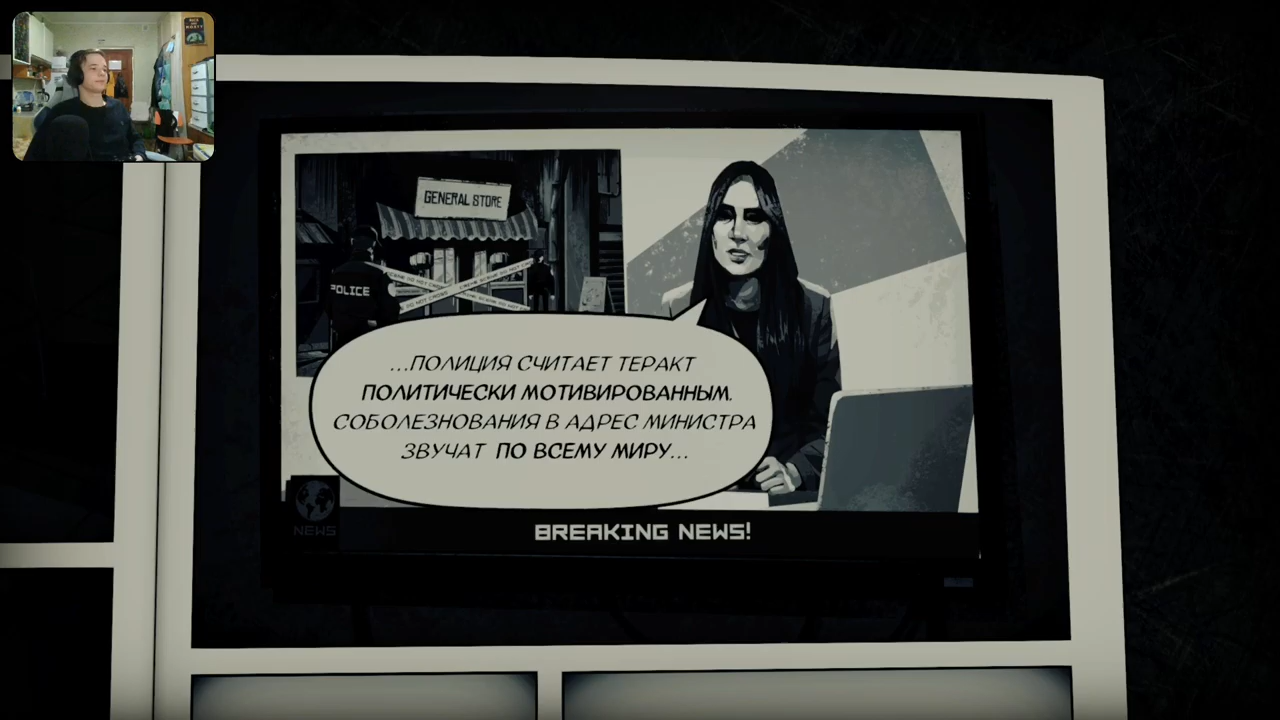 GENERAL STORE
POLICE
...ПОЛИЦИЯ СЧИТАЕТ ТЕРАКТ
ПОЛИТИЧЕСКИ МОТИВИРОВАННЫМ.
СОБОЛЕЗНОВАНИЯ В АДРЕС МИНИСТРА
ЗВУЧАТ ПО ВСЕМУ МИРУ...
NEWS
BREAKING NEWS!